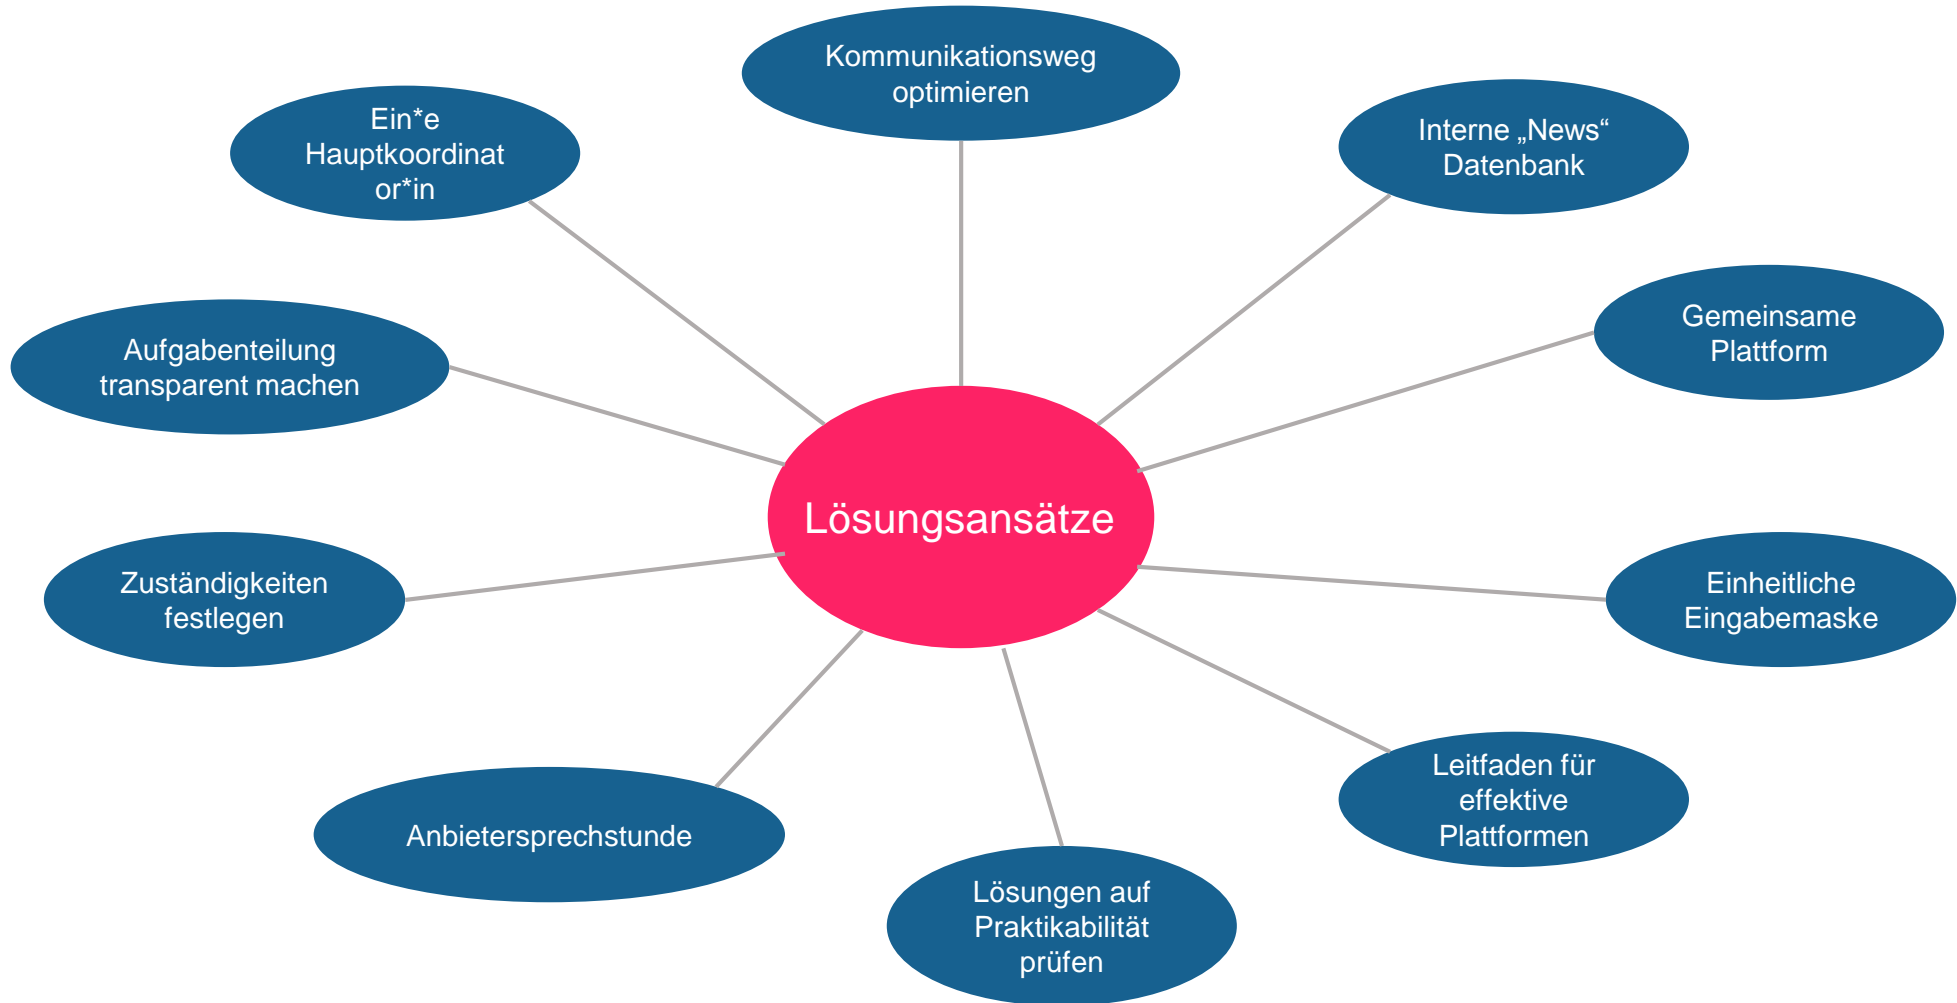 Kommunikationsweg
optimieren
Ein*e
Hauptkoordinat
or*in
Interne „News“
Datenbank
Aufgabenteilung
transparent machen
Gemeinsame
Plattform
Lösungsansätze
Zuständigkeiten
festlegen
Einheitliche
Eingabemaske
Anbietersprechstunde
Leitfaden für
effektive
Plattformen
Lösungen auf
Praktikabilität
prüfen